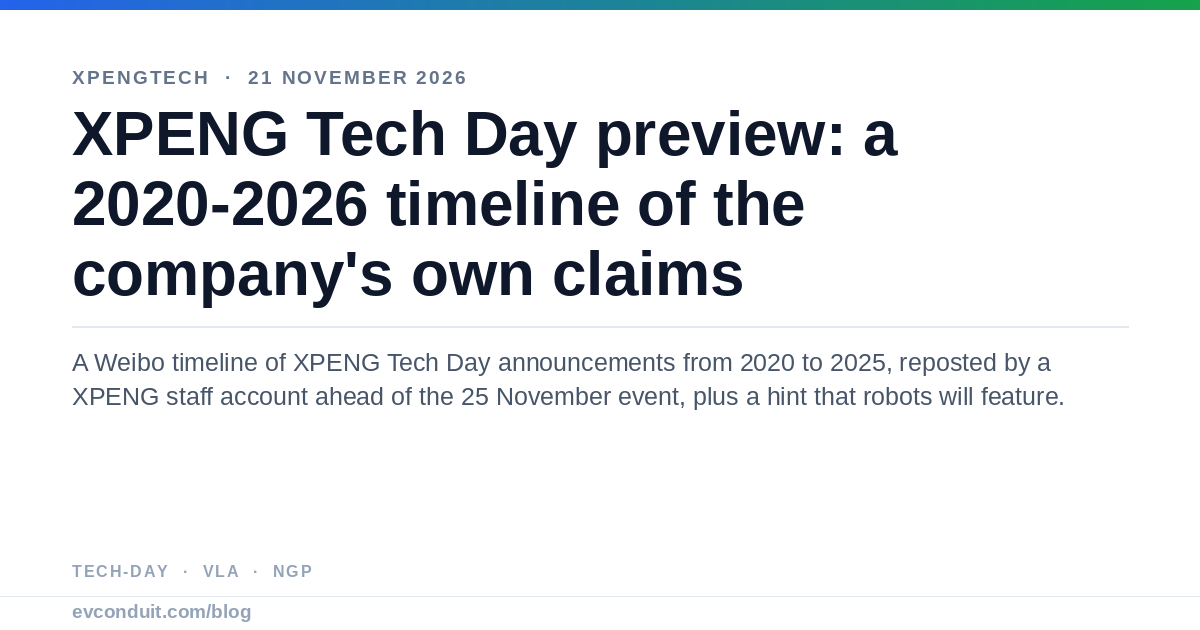 XPENGTECH · 21 NOVEMBER 2026
XPENG Tech Day preview: a
2020-2026 timeline of the
company's own claims
A Weibo timeline of XPENG Tech Day announcements from 2020 to 2025, reposted by a
XPENG staff account ahead of the 25 November event, plus a hint that robots will feature.
TECH-DAY · VLA · NGP
evconduit.com/blog